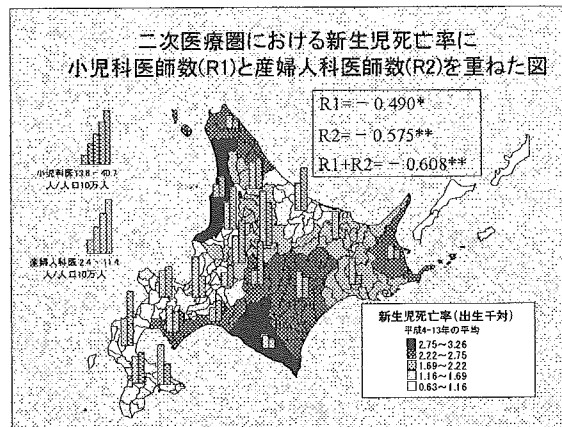 二次医療圏における新生児死亡率に
小児科医師数(R1)と産婦人科医師数(R2)を重ねた図
R1=－0.490*
R2=－0.575**
R1+R2=－0.608**
小児科医13.8－40.7
人/人口10万人
産婦人科医2.4－11.4
人/人口10万人
新生児死亡率(出生千対)
平成4-13年の平均
2.75～3.26
2.22～2.75
1.69～2.22
1.16～1.69
0.63～1.16